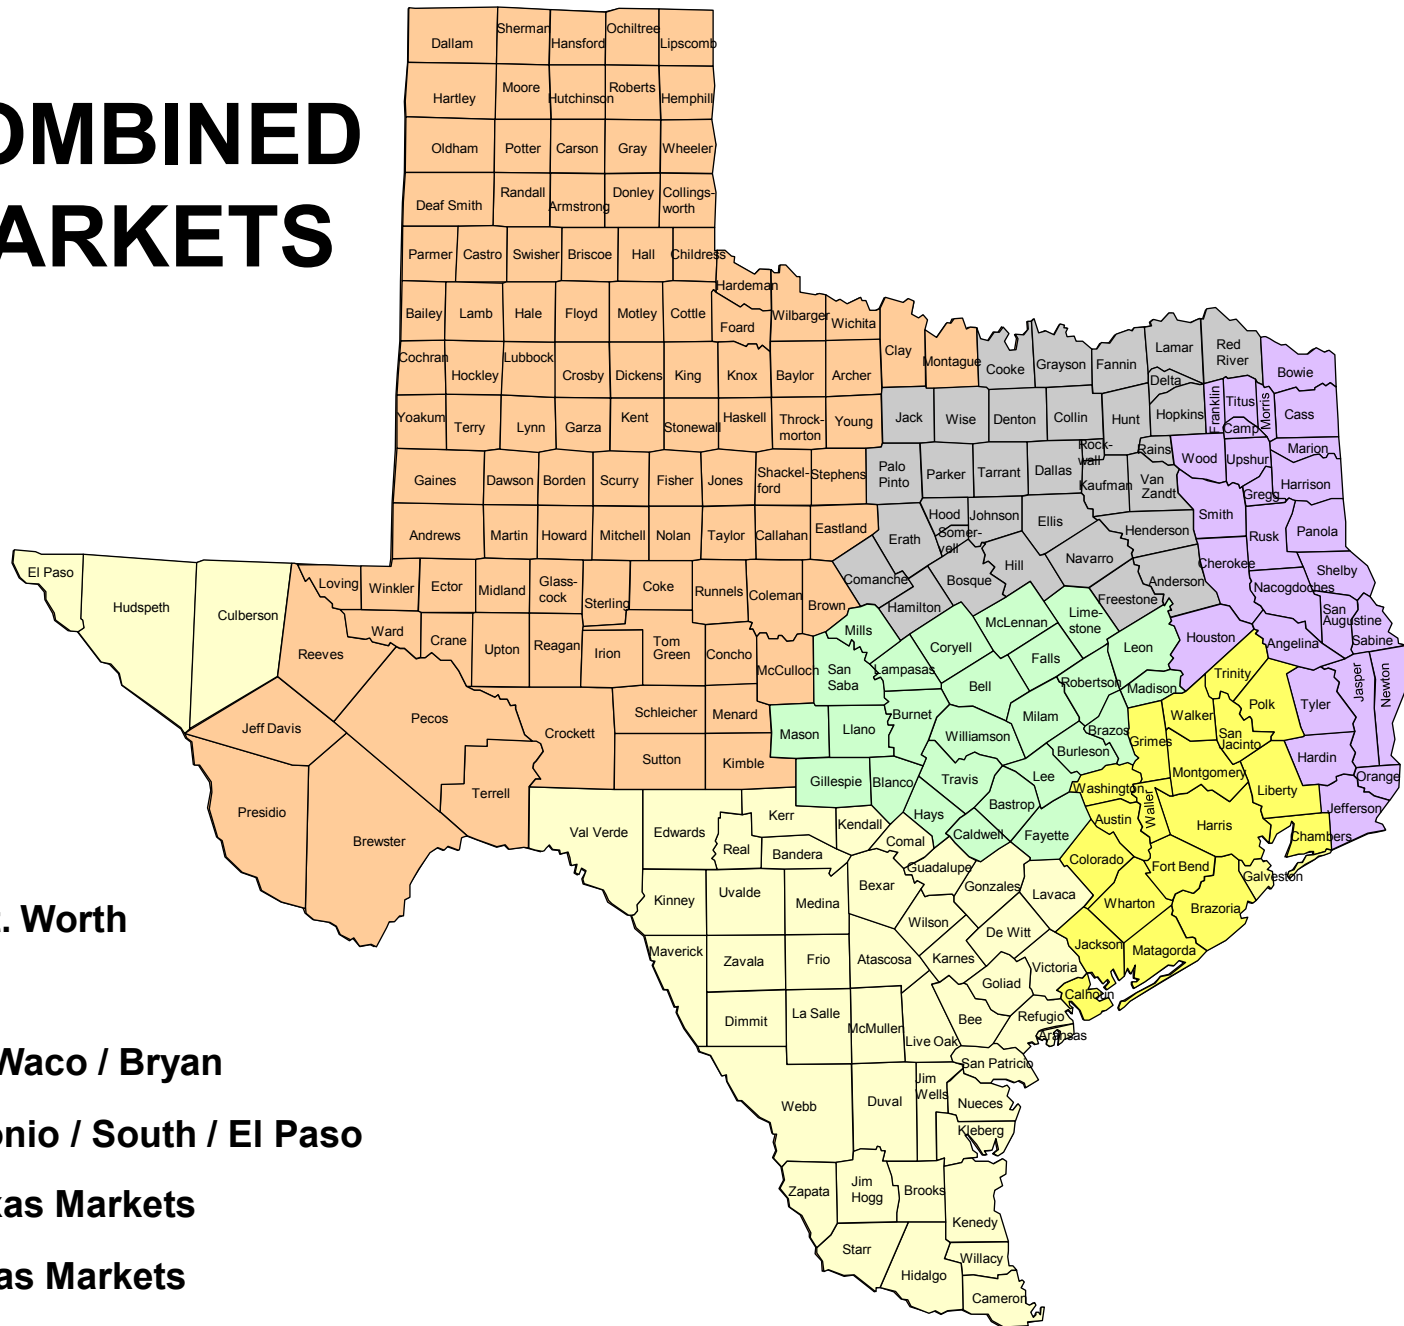 OMBINED
ARKETS
Dallam Sherman Hansford Ochiltree Lipscomb
Hartley Moore Hutchinson Roberts Hemphill
Oldham Potter Carson Gray Wheeler
Deaf Smith Randall Armstrong Donley Collings-
worth
Parmer Castro Swisher Briscoe Hall Childress
Hardeman
Bailey Lamb Hale Floyd Motley Cottle Foard Wilbarger Wichita
Clay Montague Cooke Grayson Fannin Lamar Red
River
Bowie
Cochran Hockley Lubbock Crosby Dickens King Knox Baylor Archer
Delta
Yoakum Terry Lynn Garza Kent Stonewall Haskell Throck-
morton Young Jack Wise Denton Collin Hunt Hopkins Franklin Titus Camp Morris Cass
Gaines Dawson Borden Scurry Fisher Jones Shackel-
ford Stephens Palo
Pinto Parker Tarrant Dallas Rock-
wall Kaufman Rains Van
Zandt Wood Upshur Marion Gregg Harrison
Andrews Martin Howard Mitchell Nolan Taylor Callahan Eastland Erath Hood Somer-
vell Johnson Ellis Henderson Smith Rusk Panola
El Paso Hudspeth Culberson Loving Winkler Ector Midland Glass-
cock Sterling Coke Runnels Coleman Brown Comanche Hamilton Bosque Hill Navarro Freestone Anderson Cherokee Nacogdoches Shelby
San
Augustine Sabine
Reeves Ward Crane Upton Reagan Irion Tom
Green Concho McCulloch San
Saba Mills Lampasas Coryell McLennan Lime-
stone Falls Leon Houston Angelina
Jeff Davis Pecos Crockett Schleicher Menard Mason Llano Burnet Bell Milam Robertson Madison Brazos Trinity Polk Walker San
Jacinto Tyler Jasper Newton
Presidio Brewster Terrell Sutton Kimble Gillespie Blanco Williamson Travis Burleson Lee Grimes Montgomery Washington Waller Liberty Hardin Orange
Val Verde Edwards Kerr Real Bandera Kendall Hays Comal Caldwell Bastrop Fayette Austin Harris Chambers Jefferson
Kinney Uvalde Medina Bexar Guadalupe Gonzales Lavaca Colorado Fort Bend Galveston
t. Worth
Wilson De Witt Wharton Brazoria
Maverick Zavala Frio Atascosa Karnes Goliad Victoria Jackson Matagorda
Dimmit La Salle McMullen Live Oak Bee Refugio Calhoun Aransas
Waco / Bryan
San Patricio
Webb Duval Jim
Wells Nueces
onio / South / El Paso
Kleberg
xas Markets
Zapata Jim
Hogg Brooks Kenedy
Starr Hidalgo Willacy
as Markets
Cameron